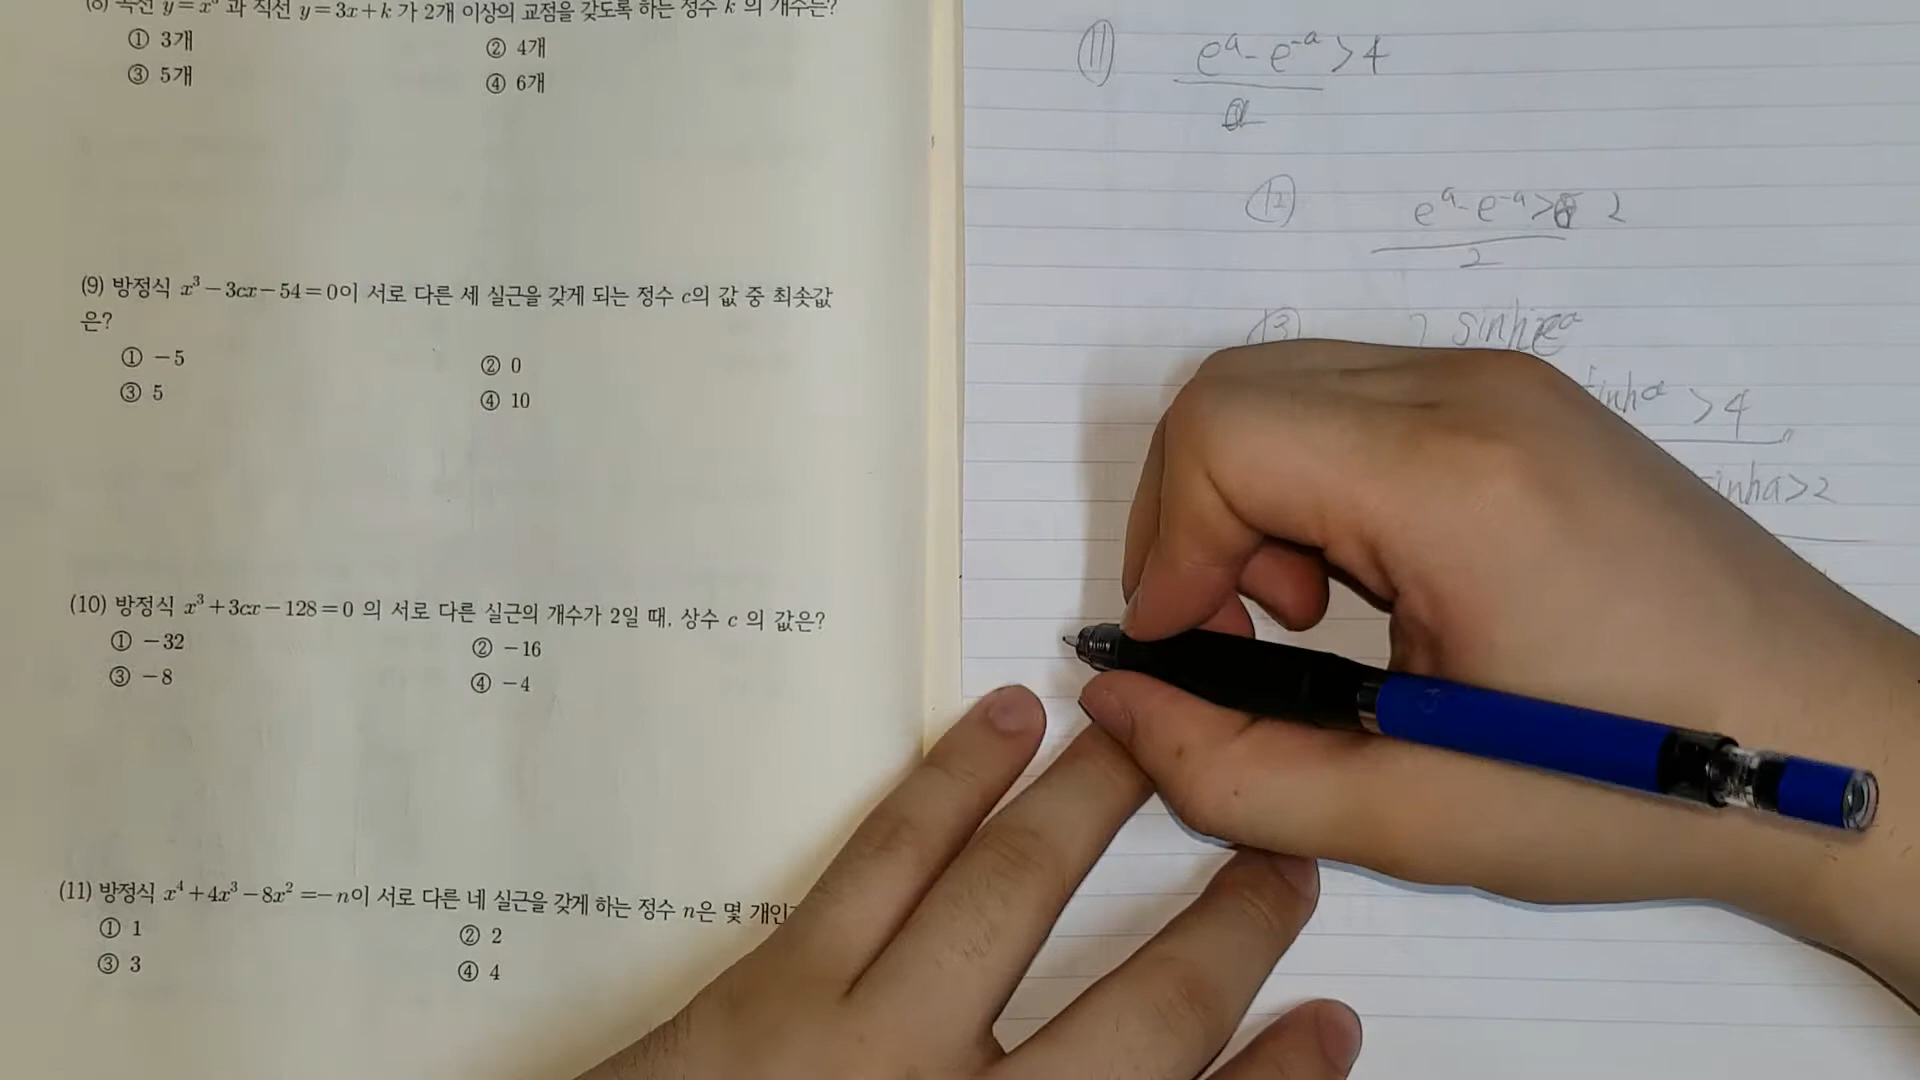 (8) 곡선 y=x³ 과 직선 y=3x+k 가 2개 이상의 교점을 갖도록 하는 정수 k 의 개수는?
① 3개 ② 4개
③ 5개 ④ 6개
(9) 방정식 x³-3cx-54=0이 서로 다른 세 실근을 갖게 되는 정수 c의 값 중 최솟값
은?
① -5 ② 0
③ 5 ④ 10
(10) 방정식 x³+3cx-128=0 의 서로 다른 실근의 개수가 2일 때, 상수 c 의 값은?
① -32 ② -16
③ -8 ④ -4
(11) 방정식 x⁴+4x³-8x²=-n이 서로 다른 네 실근을 갖게 하는 정수 n은 몇 개인
① 1 ② 2
③ 3 ④ 4
⑪ e^a-e^-a >4
⑫ e^a-e^-a > 2
2
⑬
sinha >4
sinha>2